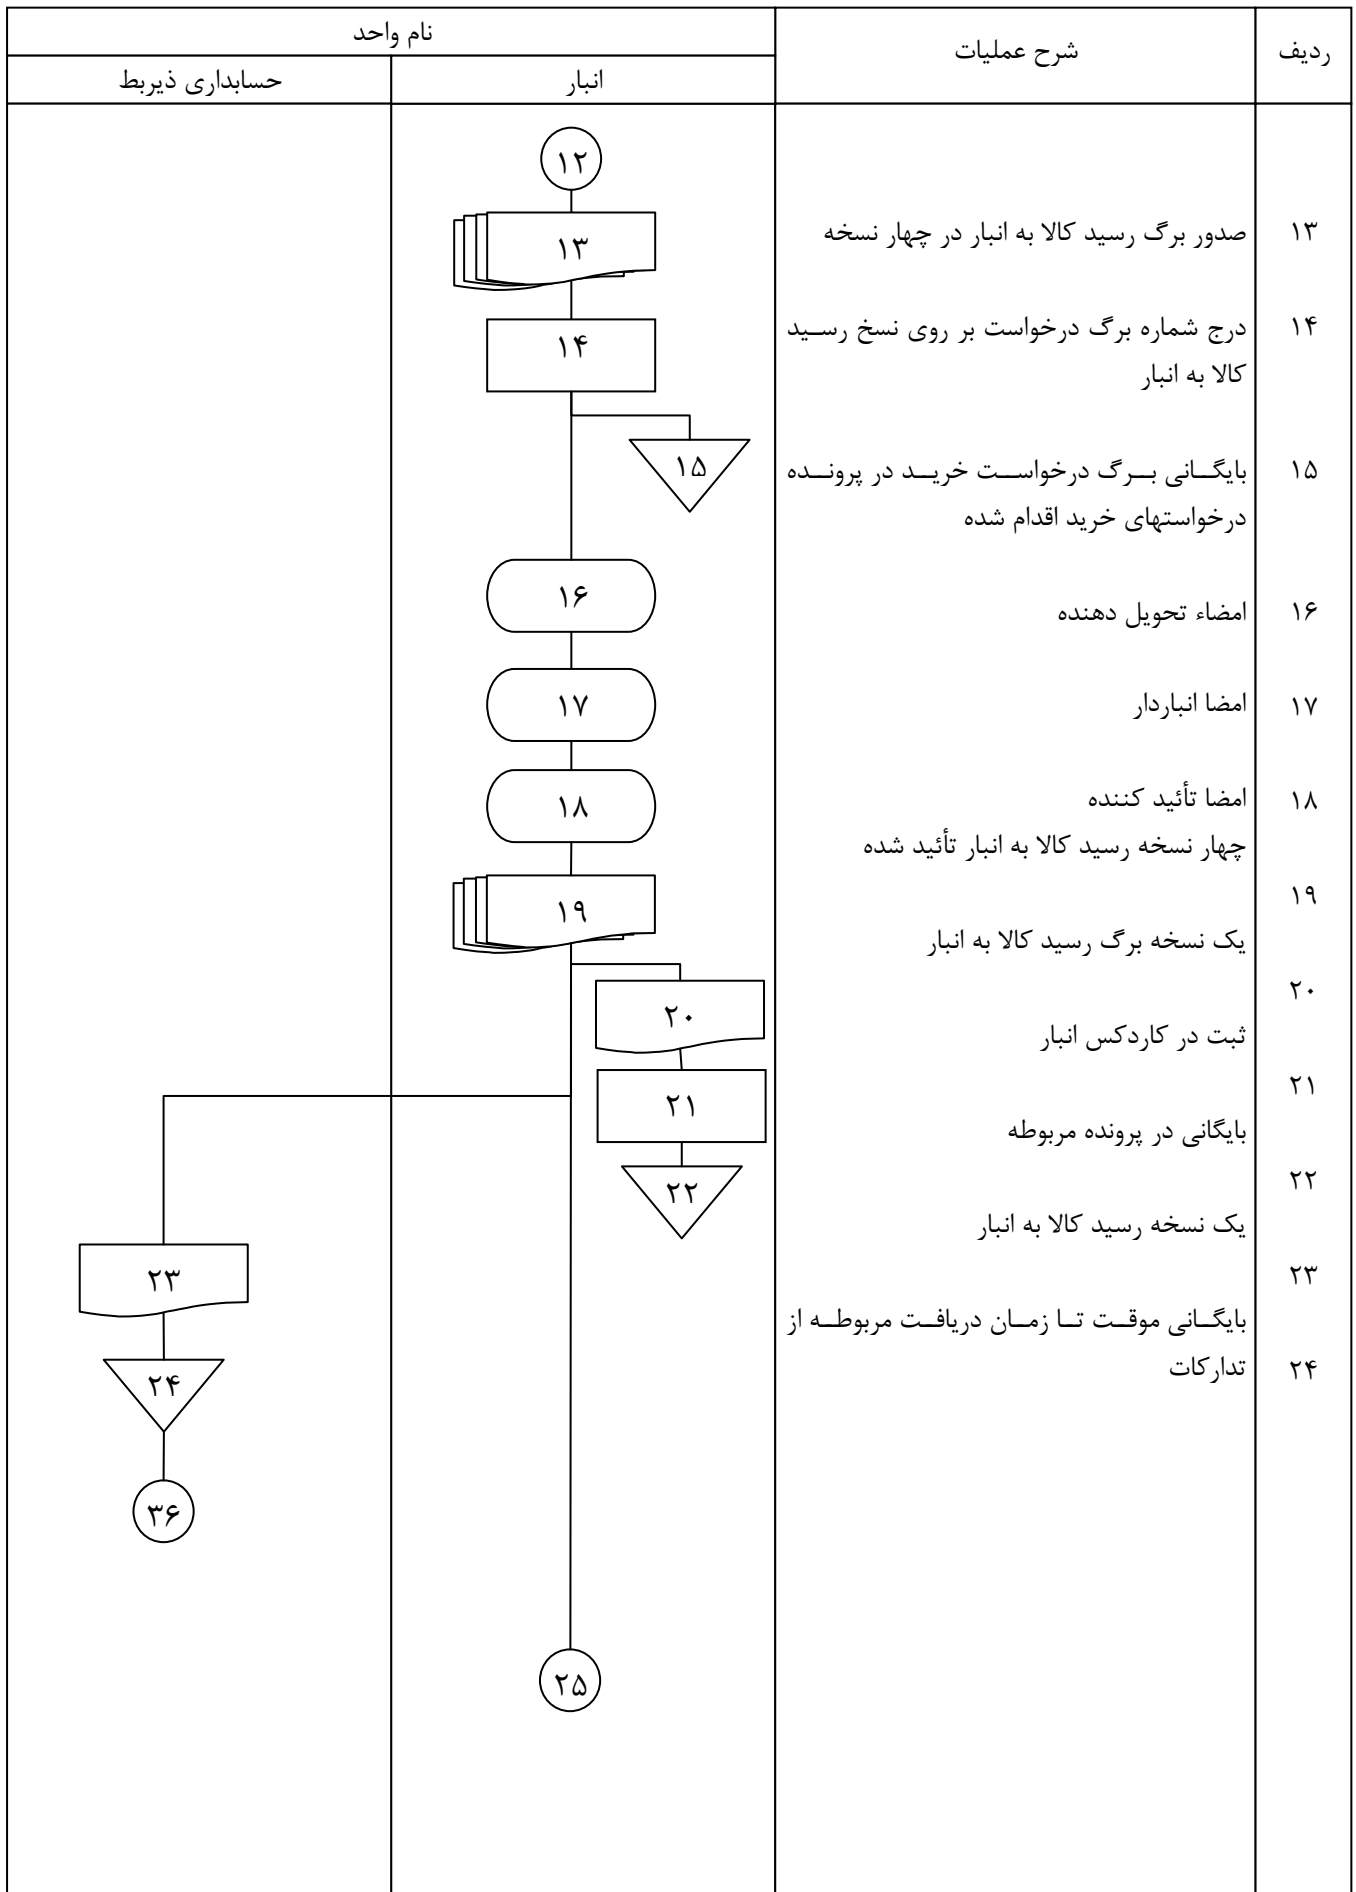 ردیف
شرح عملیات
نام واحد
انبار
حسابداری ذیربط
۱۲
۱۳ صدور برگ رسید کالا به انبار در چهار نسخه
۱۳
۱۴ درج شماره برگ درخواست بر روی نسخ رسید
کالا به انبار
۱۴
۱۵ بایگانی برگ درخواست خرید در پرونده
درخواستهای خرید اقدام شده
۱۵
۱۶ امضاء تحویل دهنده
۱۶
۱۷ امضا انباردار
۱۷
۱۸ امضا تأئید کننده
۱۸
چهار نسخه رسید کالا به انبار تأئید شده
۱۹
۱۹
یک نسخه برگ رسید کالا به انبار
۲۰
۲۰
ثبت در کاردکس انبار
۲۱
۲۱
بایگانی در پرونده مربوطه
۲۲
۲۲
یک نسخه رسید کالا به انبار
۲۳
۲۳
بایگانی موقت تا زمان دریافت مربوطه از
۲۴ تدارکات
۲۴
۳۶
۲۵